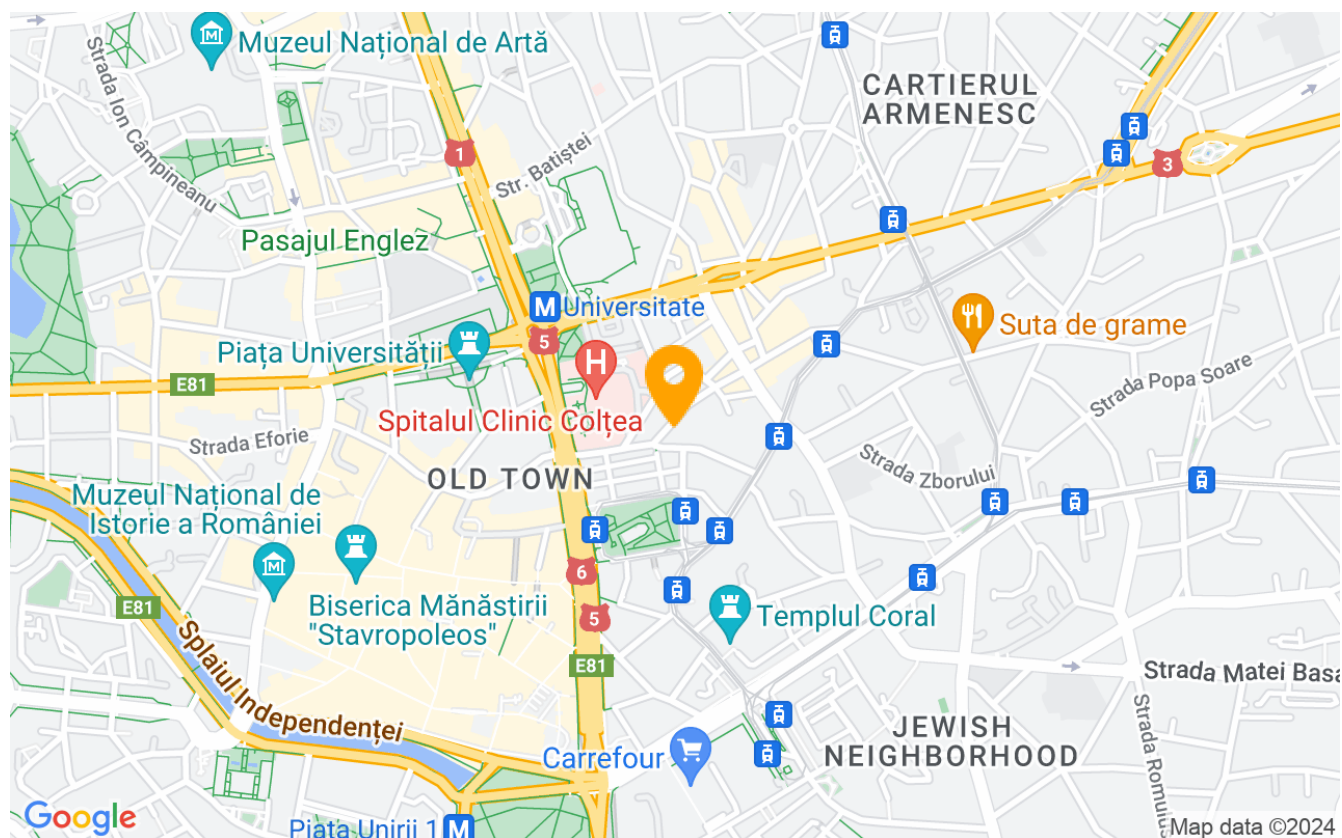 Muzeul Național de Artă
CARTIERUL
ARMENESC
Strada Ion Câmpineanu
1
Str. Batiștei
3
Pasajul Englez
M
Universitate
5
Piața Universității
Suta de grame
E81
H
Strada Popa Soare
Spitalul Clinic Colțea
Strada Eforie
OLD TOWN
Strada Zborului
Muzeul Național de
Istorie a României
M
6
E81
Biserica Mănăstirii
"Stavropoleos"
5
Templul Coral
E81
Splaiul Independenței
Strada Matei Basa
JEWISH
NEIGHBORHOOD
Strada Romulu
Carrefour
Google
Piața Unirii 1
M
Map data ©2024